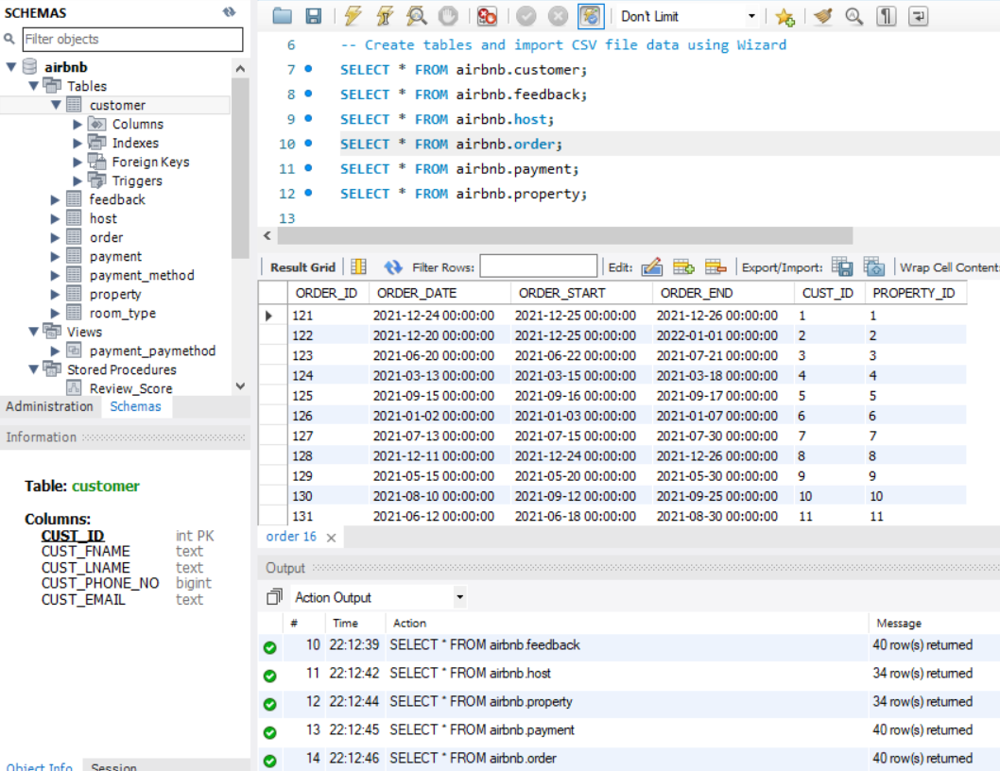 SCHEMAS
Filter objects
airbnb
Tables
customer
Columns
Indexes
Foreign Keys
Triggers
feedback
host
order
payment
payment_method
property
room_type
Views
payment_paymethod
Stored Procedures
Review_Score
Administration Schemas
Information
Table: customer
Columns:
CUST_ID int PK
CUST_FNAME text
CUST_LNAME text
CUST_PHONE_NO bigint
CUST_EMAIL text
Object Info Session
Don't Limit
6 -- Create tables and import CSV file data using Wizard
7 SELECT * FROM airbnb.customer;
8 SELECT * FROM airbnb.feedback;
9 SELECT * FROM airbnb.host;
10 SELECT * FROM airbnb.order;
11 SELECT * FROM airbnb.payment;
12 SELECT * FROM airbnb.property;
13
Result Grid Filter Rows: Edit: Export/Import: Wrap Cell Content:
ORDER_ID ORDER_DATE ORDER_START ORDER_END CUST_ID PROPERTY_ID
121 2021-12-24 00:00:00 2021-12-25 00:00:00 2021-12-26 00:00:00 1 1
122 2021-12-20 00:00:00 2021-12-25 00:00:00 2022-01-01 00:00:00 2 2
123 2021-06-20 00:00:00 2021-06-22 00:00:00 2021-07-21 00:00:00 3 3
124 2021-03-13 00:00:00 2021-03-15 00:00:00 2021-03-18 00:00:00 4 4
125 2021-09-15 00:00:00 2021-09-16 00:00:00 2021-09-17 00:00:00 5 5
126 2021-01-02 00:00:00 2021-01-03 00:00:00 2021-01-07 00:00:00 6 6
127 2021-07-13 00:00:00 2021-07-15 00:00:00 2021-07-30 00:00:00 7 7
128 2021-12-11 00:00:00 2021-12-24 00:00:00 2021-12-26 00:00:00 8 8
129 2021-05-15 00:00:00 2021-05-20 00:00:00 2021-05-30 00:00:00 9 9
130 2021-08-10 00:00:00 2021-09-12 00:00:00 2021-09-25 00:00:00 10 10
131 2021-06-12 00:00:00 2021-06-18 00:00:00 2021-08-30 00:00:00 11 11
order 16
Output
Action Output
# Time Action Message
10 22:12:39 SELECT * FROM airbnb.feedback 40 row(s) returned
11 22:12:42 SELECT * FROM airbnb.host 34 row(s) returned
12 22:12:44 SELECT * FROM airbnb.property 34 row(s) returned
13 22:12:45 SELECT * FROM airbnb.payment 40 row(s) returned
14 22:12:46 SELECT * FROM airbnb.order 40 row(s) returned